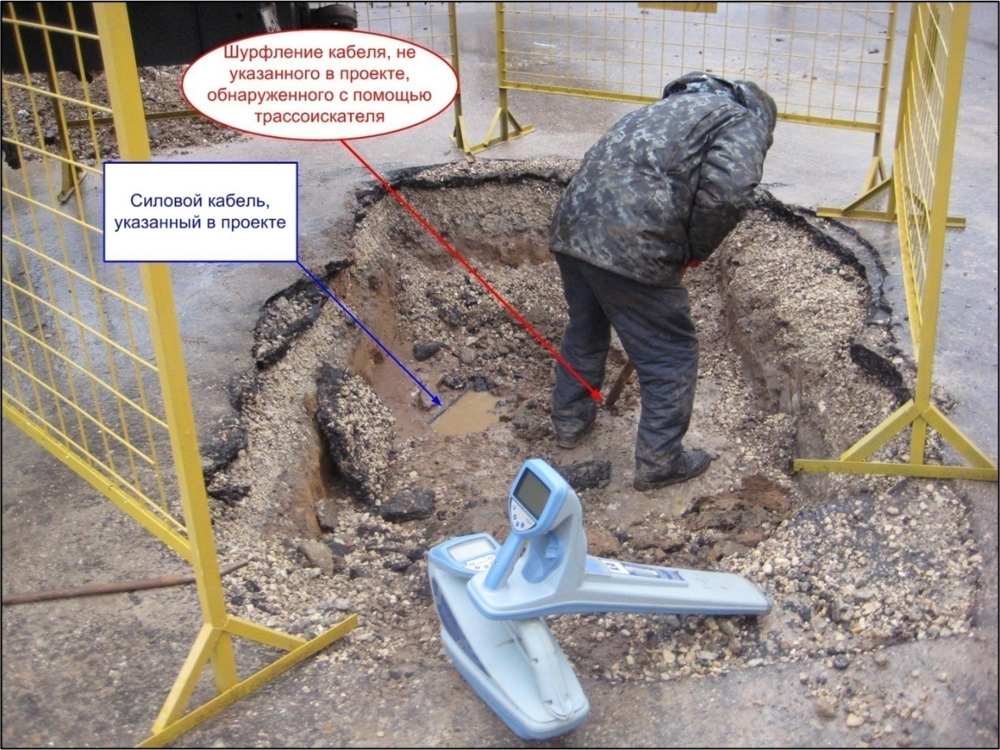 Шурфление кабеля, не
указанного в проекте,
обнаруженного с помощью
трассоискателя
Силовой кабель,
указанный в проекте